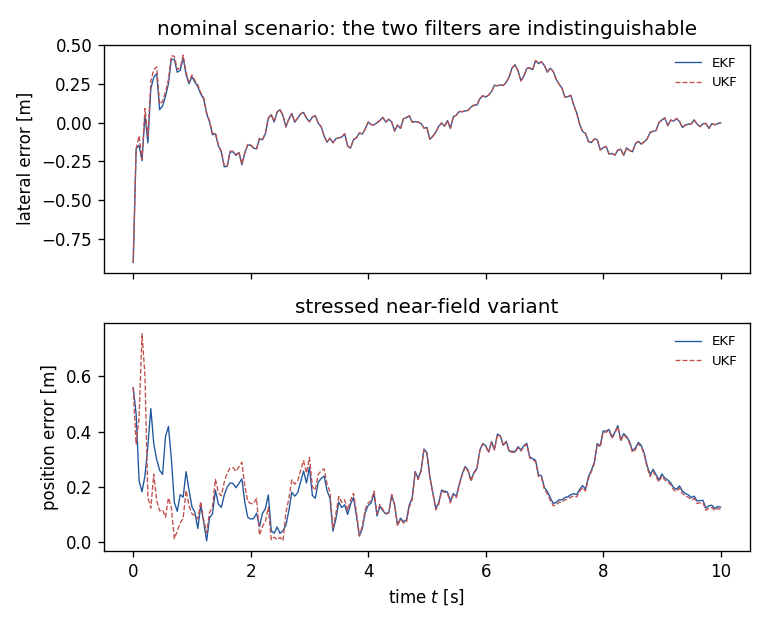 nominal scenario: the two filters are indistinguishable
0.50
0.25
0.00
−0.25
−0.50
−0.75
lateral error [m]
EKF
UKF
stressed near-field variant
0.6
0.4
0.2
0.0
position error [m]
EKF
UKF
0 2 4 6 8 10
time t [s]